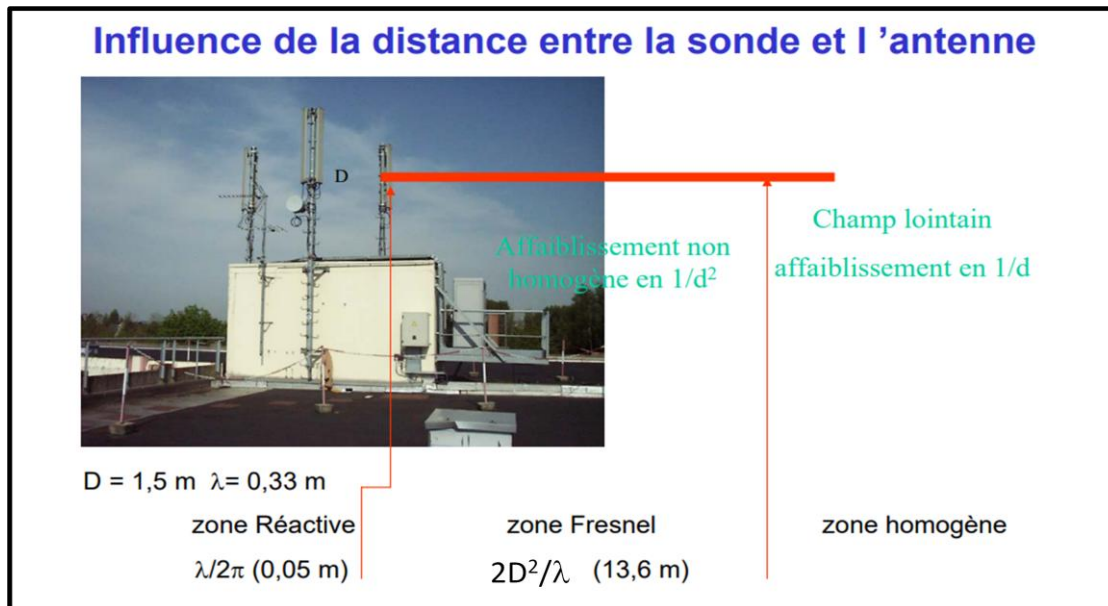 Influence de la distance entre la sonde et l ’antenne
D
Affaiblissement non
homogène en 1/d²
Champ lointain
affaiblissement en 1/d
D = 1,5 m λ= 0,33 m
zone Réactive
λ/2π (0,05 m)
zone Fresnel
2D²/λ (13,6 m)
zone homogène